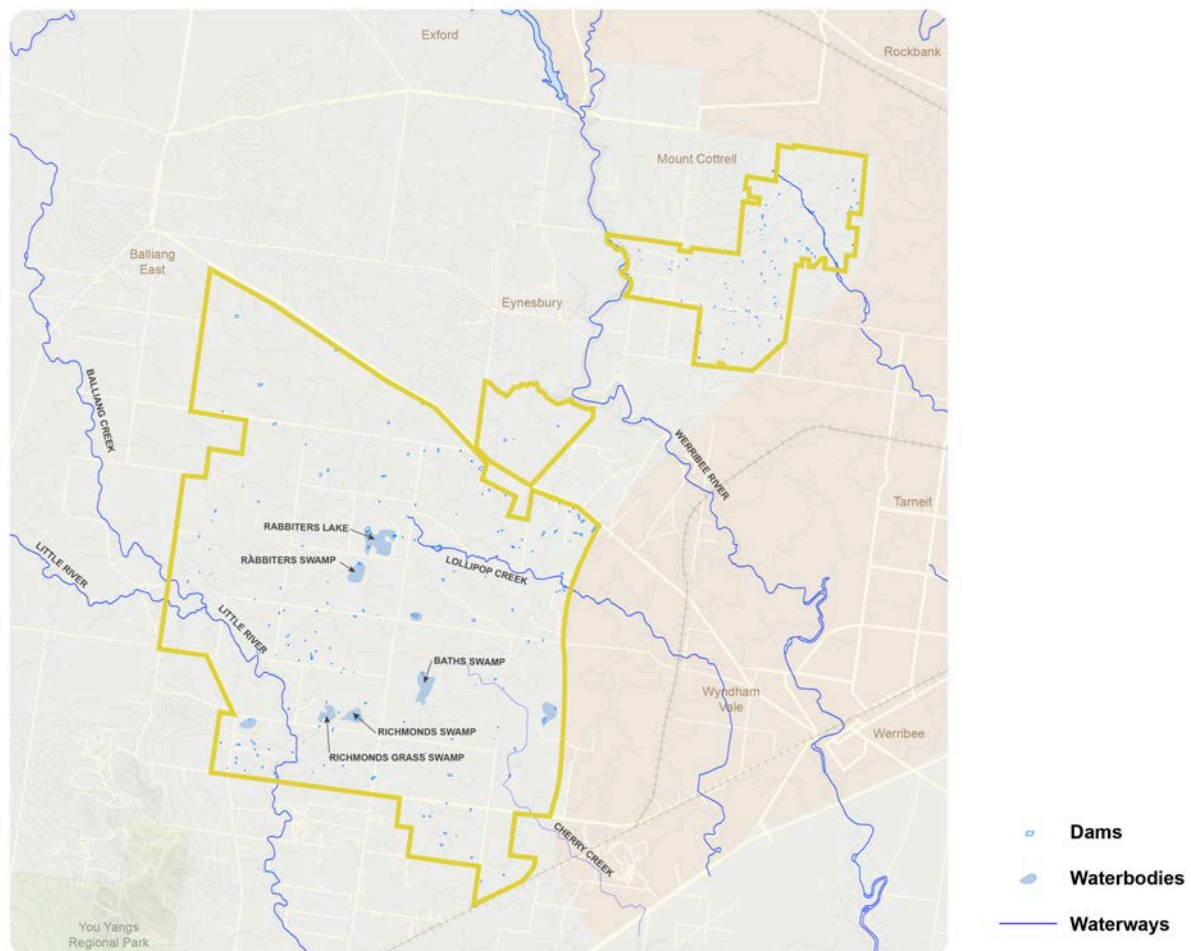 Exford
Rockbank
Mount Cottrell
Balliang
East
Eynesbury
BALLIANG CREEK
WERRIBEE RIVER
Tarneit
RABBITERS LAKE
RABBITERS SWAMP
LOLLIPOP CREEK
LITTLE RIVER
LITTLE RIVER
BATHS SWAMP
Wyndham
Vale
RICHMONDS SWAMP
Werribee
RICHMONDS GRASS SWAMP
CHERRY CREEK
You Yangs
Regional Park
Dams
Waterbodies
Waterways